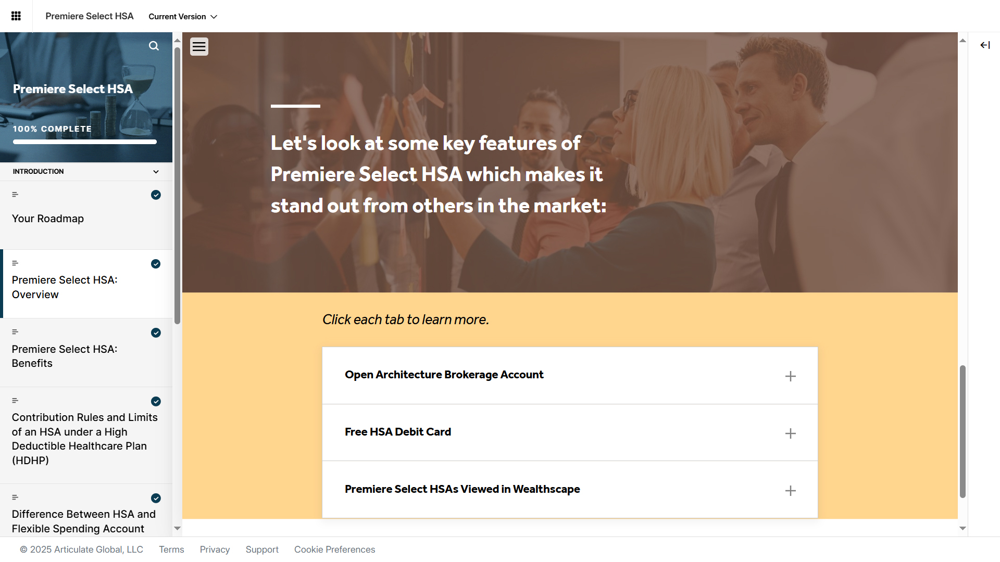 Premiere Select HSA
Current Version
Premiere Select HSA
100% COMPLETE
INTRODUCTION
Your Roadmap
Premiere Select HSA:
Overview
Premiere Select HSA:
Benefits
Contribution Rules and Limits
of an HSA under a High
Deductible Healthcare Plan
(HDHP)
Difference Between HSA and
Flexible Spending Account
Let's look at some key features of
Premiere Select HSA which makes it
stand out from others in the market:
Click each tab to learn more.
Open Architecture Brokerage Account
Free HSA Debit Card
Premiere Select HSAs Viewed in Wealthscape
© 2025 Articulate Global, LLC
Terms
Privacy
Support
Cookie Preferences